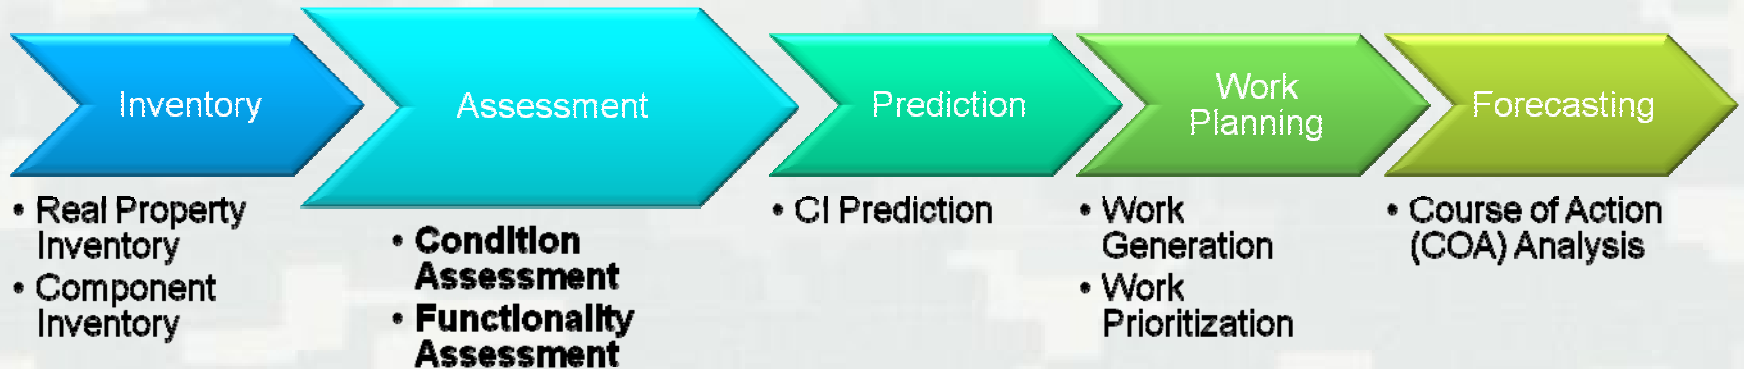 Inventory
• Real Property
Inventory
• Component
Inventory
Assessment
• Condition
Assessment
• Functionality
Assessment
Prediction
• CI Prediction
Work
Planning
• Work
Generation
• Work
Prioritization
Forecasting
• Course of Action
(COA) Analysis